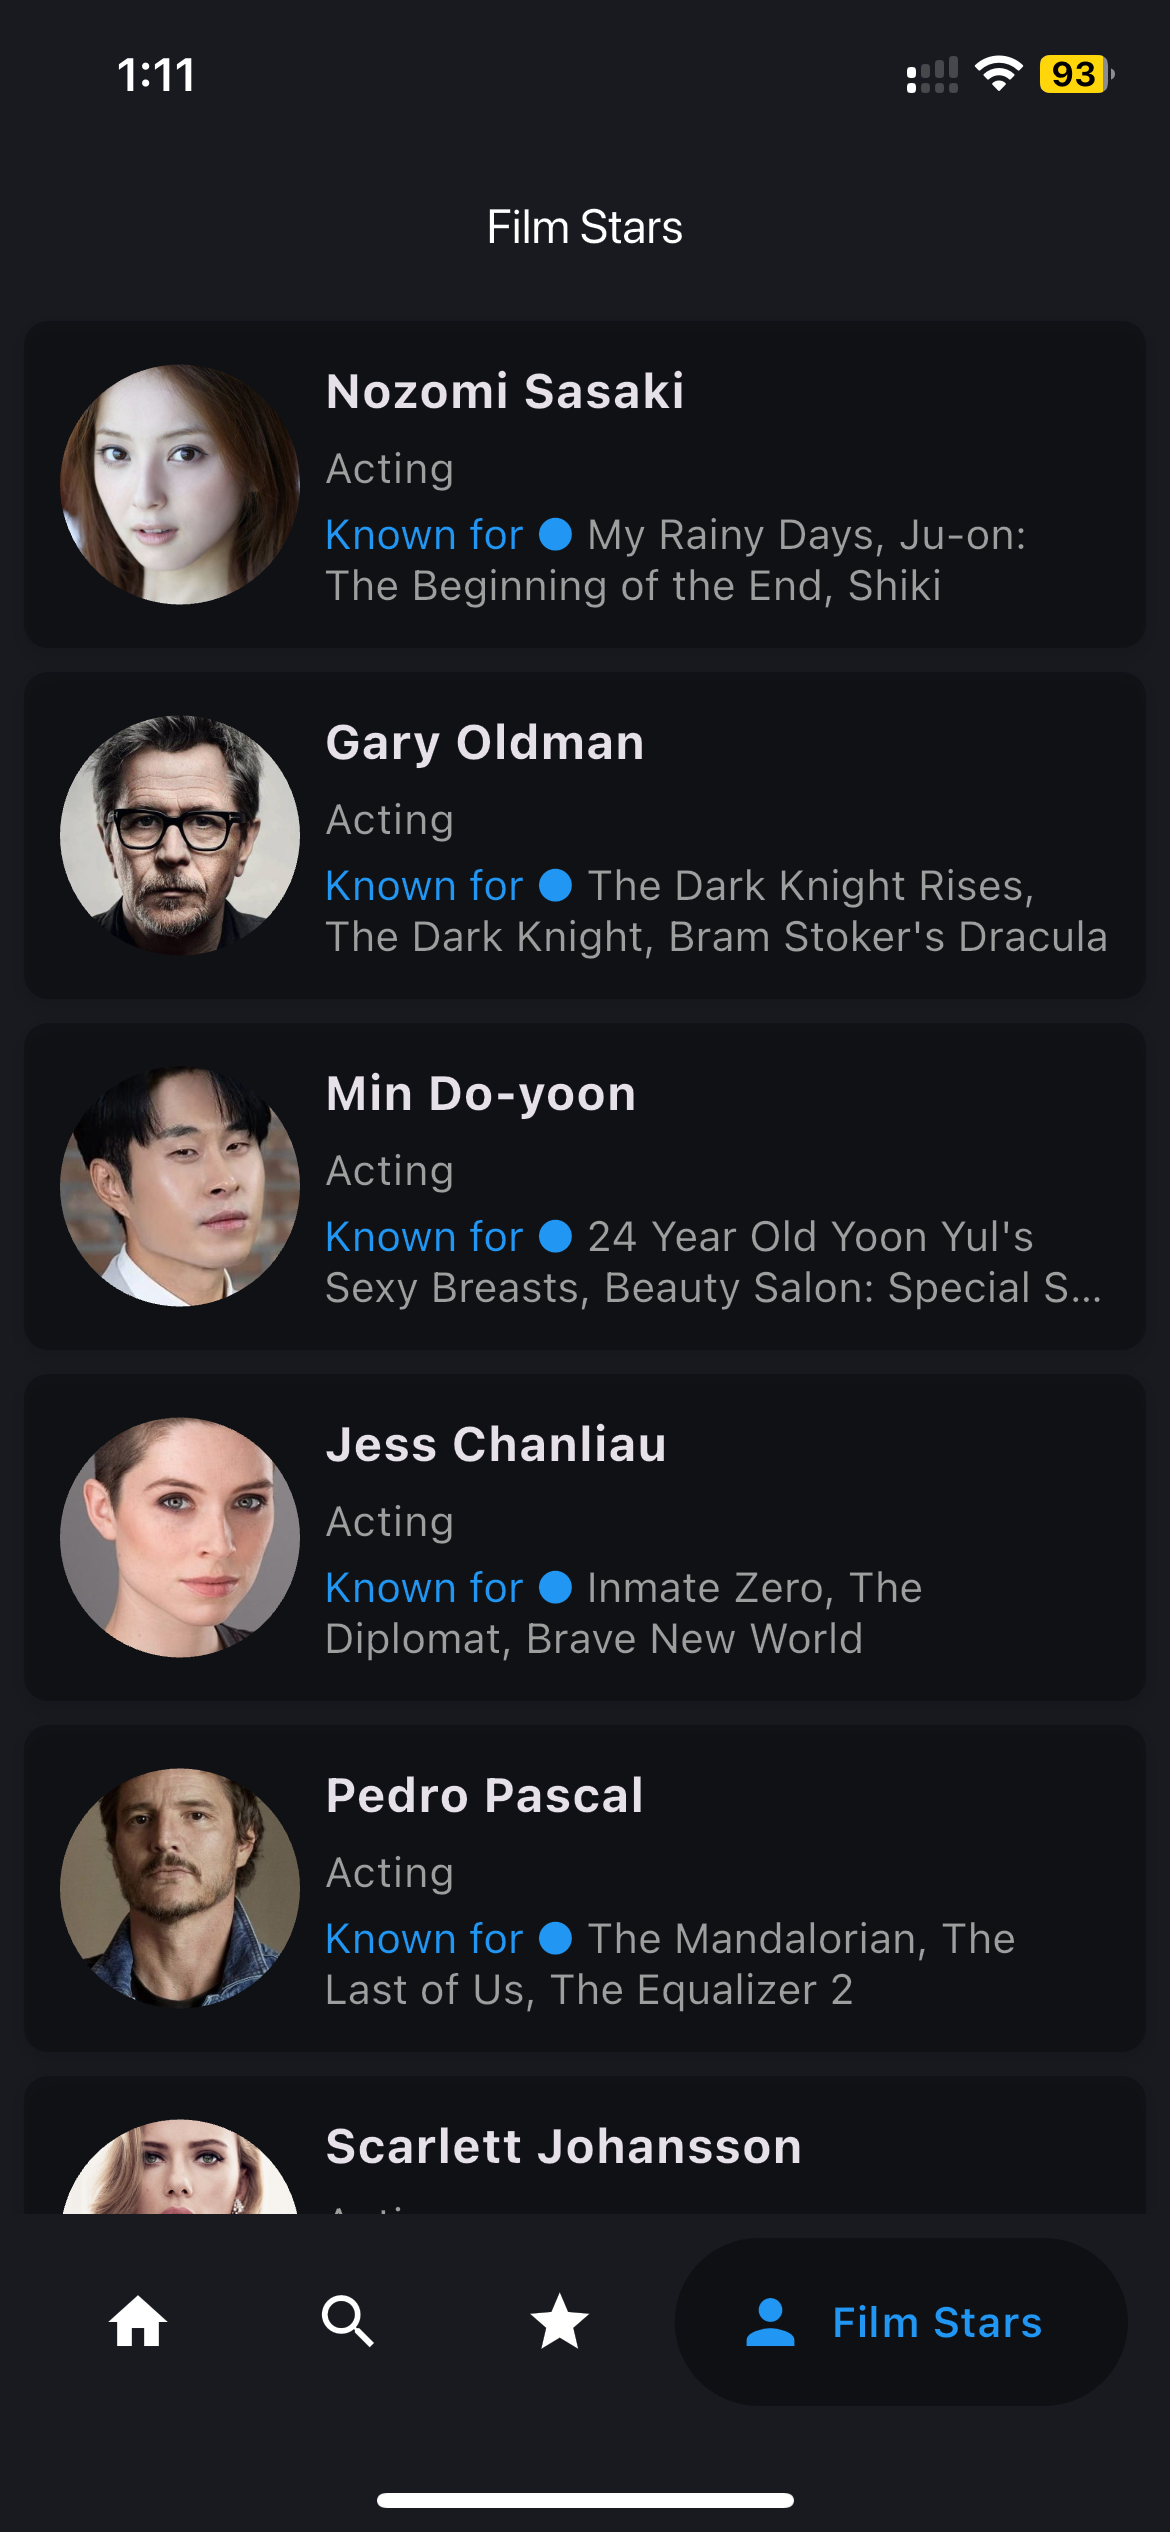 1:11
93
Film Stars
Nozomi Sasaki
Acting
Known for ● My Rainy Days, Ju-on:
The Beginning of the End, Shiki
Gary Oldman
Acting
Known for ● The Dark Knight Rises,
The Dark Knight, Bram Stoker's Dracula
Min Do-yoon
Acting
Known for ● 24 Year Old Yoon Yul's
Sexy Breasts, Beauty Salon: Special S...
Jess Chanliau
Acting
Known for ● Inmate Zero, The
Diplomat, Brave New World
Pedro Pascal
Acting
Known for ● The Mandalorian, The
Last of Us, The Equalizer 2
Scarlett Johansson
Film Stars